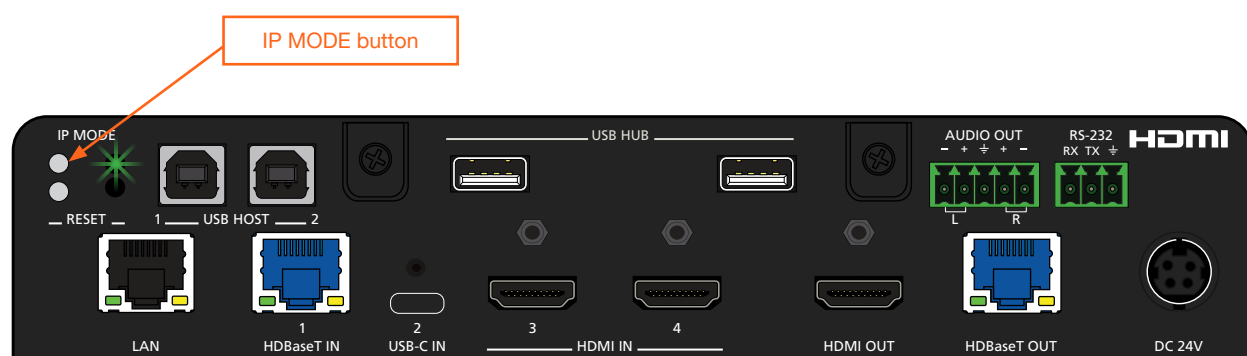 IP MODE button
IP MODE
USB HUB
AUDIO OUT
RS-232
HDMI
− + ⏚ + −
RX TX ⏚
L
R
RESET
1 USB HOST 2
1
2
3
4
LAN
HDBaseT IN
USB-C IN
HDMI IN
HDMI OUT
HDBaseT OUT
DC 24V